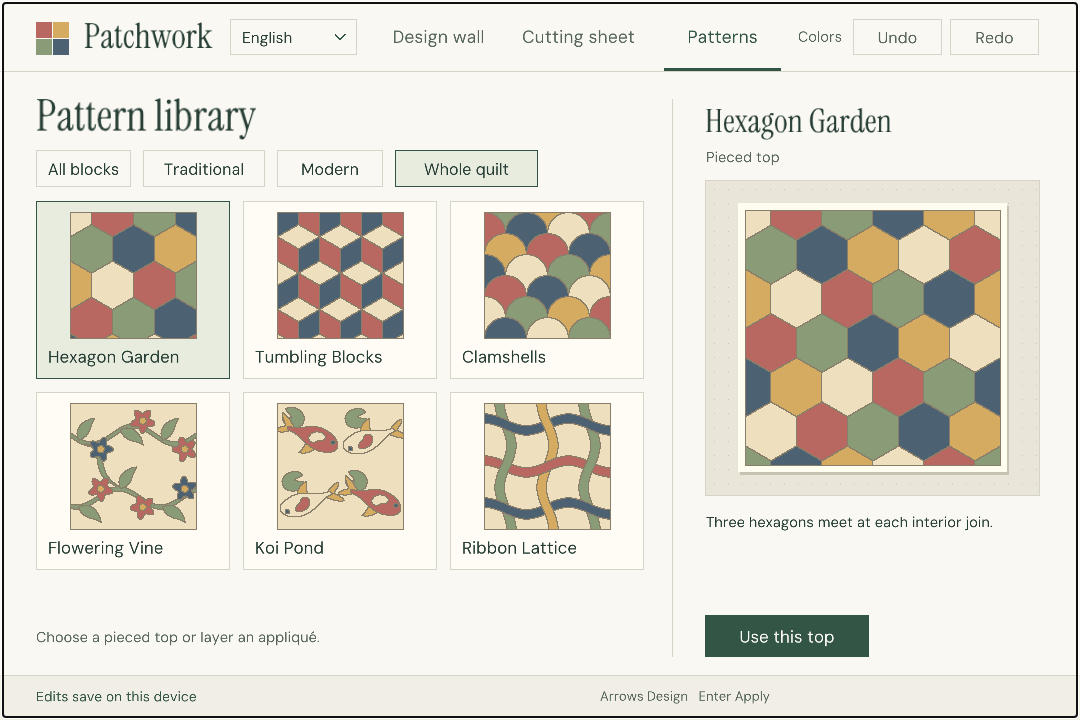 Patchwork
English
Design wall
Cutting sheet
Patterns
Colors
Undo
Redo
Pattern library
All blocks
Traditional
Modern
Whole quilt
Hexagon Garden
Tumbling Blocks
Clamshells
Flowering Vine
Koi Pond
Ribbon Lattice
Choose a pieced top or layer an appliqué.
Hexagon Garden
Pieced top
Three hexagons meet at each interior join.
Use this top
Edits save on this device
Arrows Design Enter Apply